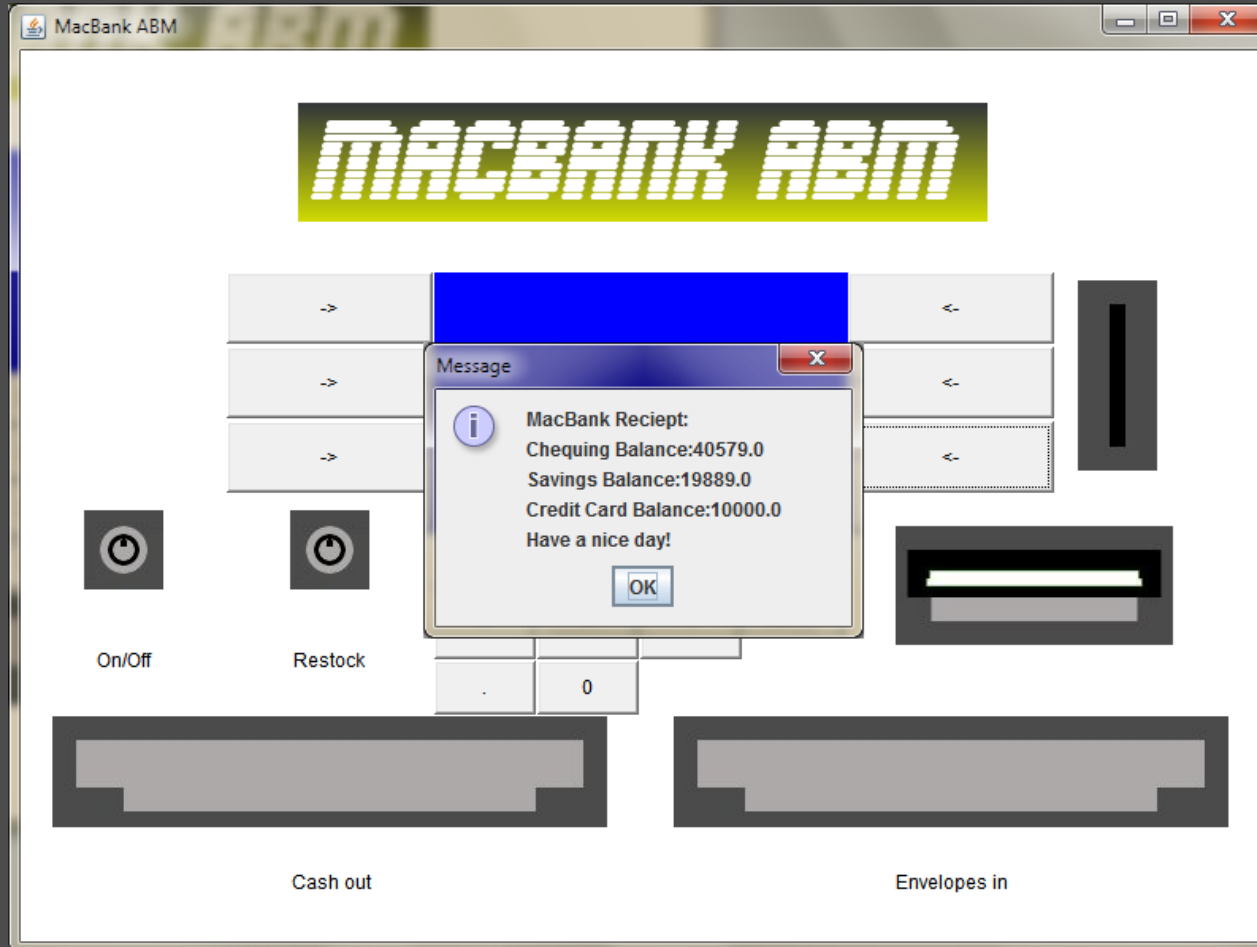 MacBank ABM
MACBANK ABM
-> <-
-> <-
-> <-
Message
MacBank Reciept:
Chequing Balance:40579.0
Savings Balance:19889.0
Credit Card Balance:10000.0
Have a nice day!
OK
On/Off Restock
. 0
Cash out Envelopes in